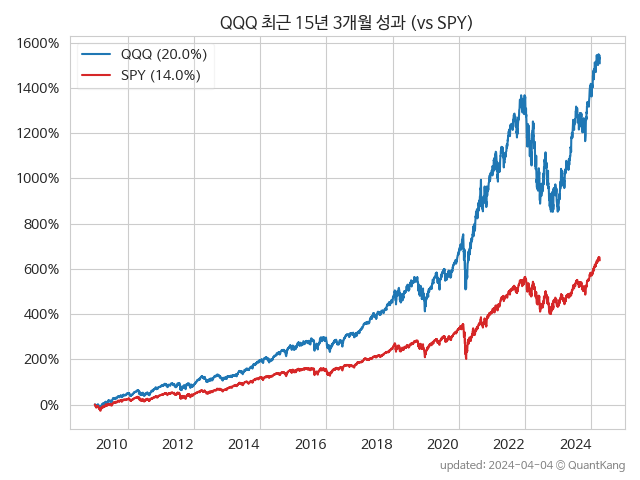 QQQ 최근 15년 3개월 성과 (vs SPY)
1600%
QQQ (20.0%)
SPY (14.0%)
1400%
1200%
1000%
800%
600%
400%
200%
0%
2010 2012 2014 2016 2018 2020 2022 2024
updated: 2024-04-04 © QuantKang